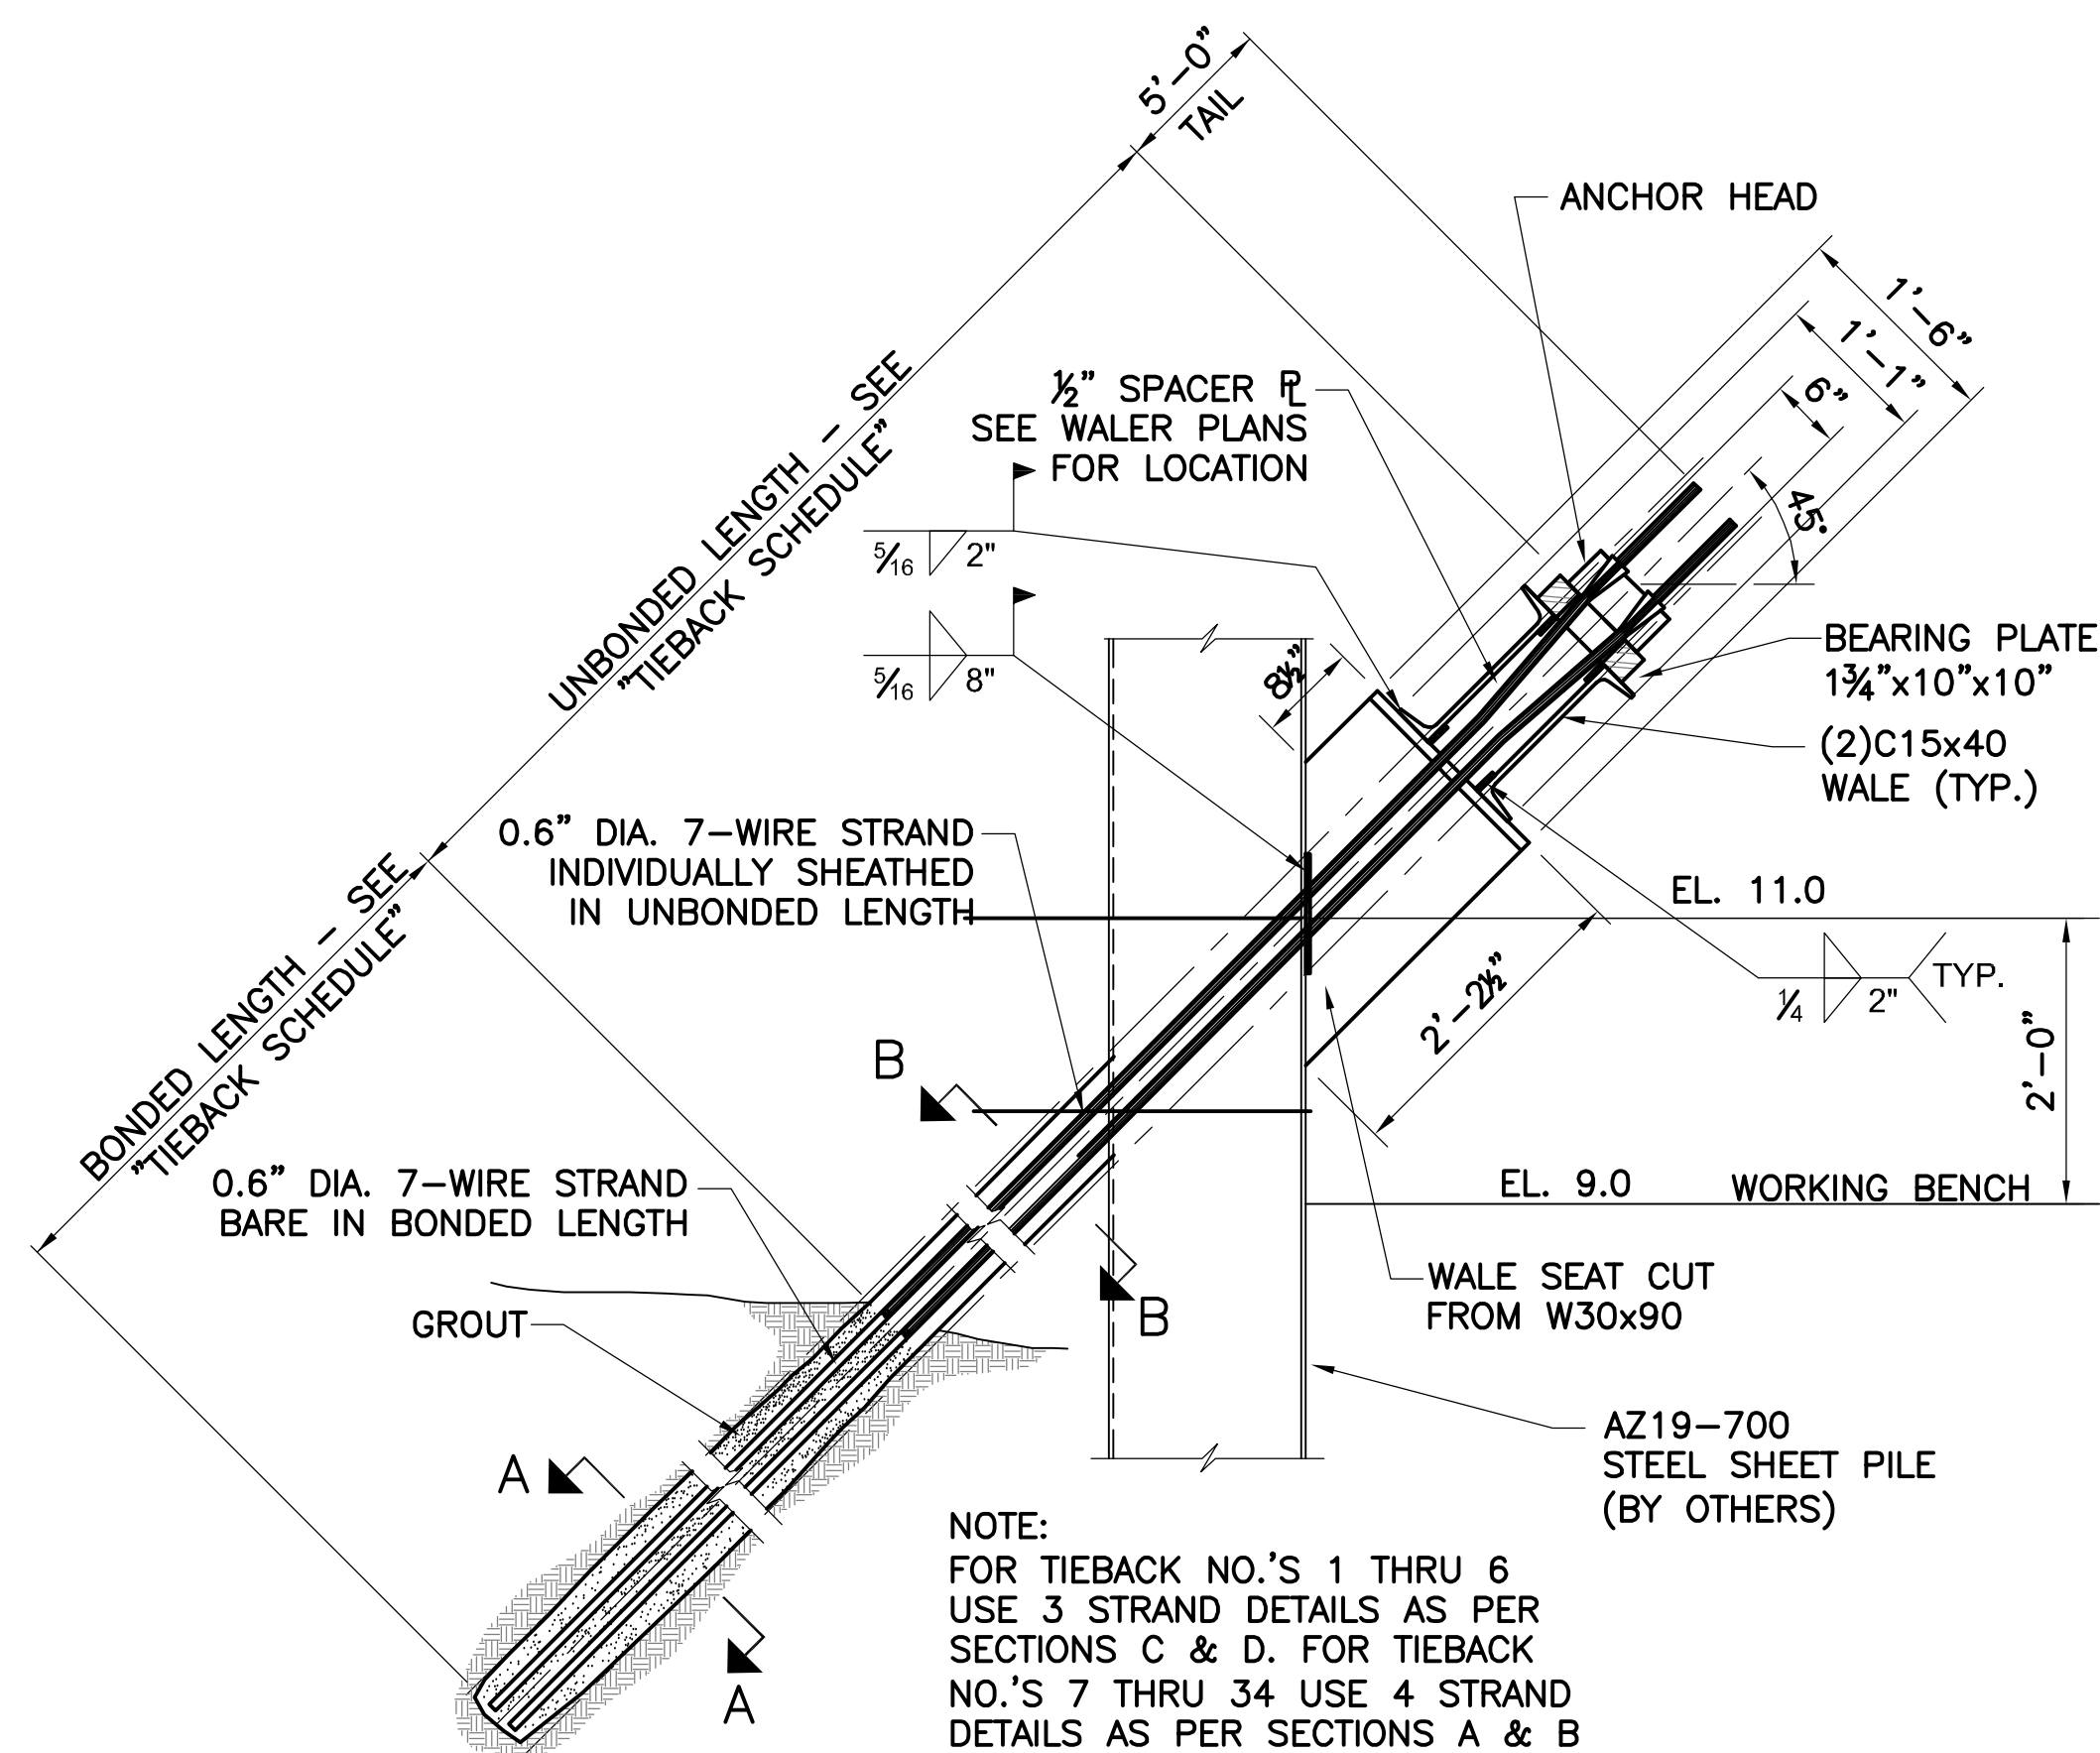 5'-0"
TAIL
ANCHOR HEAD
1'-6"
1'-1"
6"
45°
UNBONDED LENGTH - SEE
"TIEBACK SCHEDULE"
½" SPACER PL
SEE WALER PLANS
FOR LOCATION
5/16 2"
5/16 8"
8½"
BEARING PLATE
1¾"x10"x10"
(2)C15x40
WALE (TYP.)
0.6" DIA. 7-WIRE STRAND
INDIVIDUALLY SHEATHED
IN UNBONDED LENGTH
EL. 11.0
1/4 2" TYP.
2'-2½"
2'-0"
BONDED LENGTH - SEE
"TIEBACK SCHEDULE"
B
0.6" DIA. 7-WIRE STRAND
BARE IN BONDED LENGTH
EL. 9.0 WORKING BENCH
GROUT
B
WALE SEAT CUT
FROM W30x90
AZ19-700
STEEL SHEET PILE
(BY OTHERS)
A
A
NOTE:
FOR TIEBACK NO.'S 1 THRU 6
USE 3 STRAND DETAILS AS PER
SECTIONS C & D. FOR TIEBACK
NO.'S 7 THRU 34 USE 4 STRAND
DETAILS AS PER SECTIONS A & B